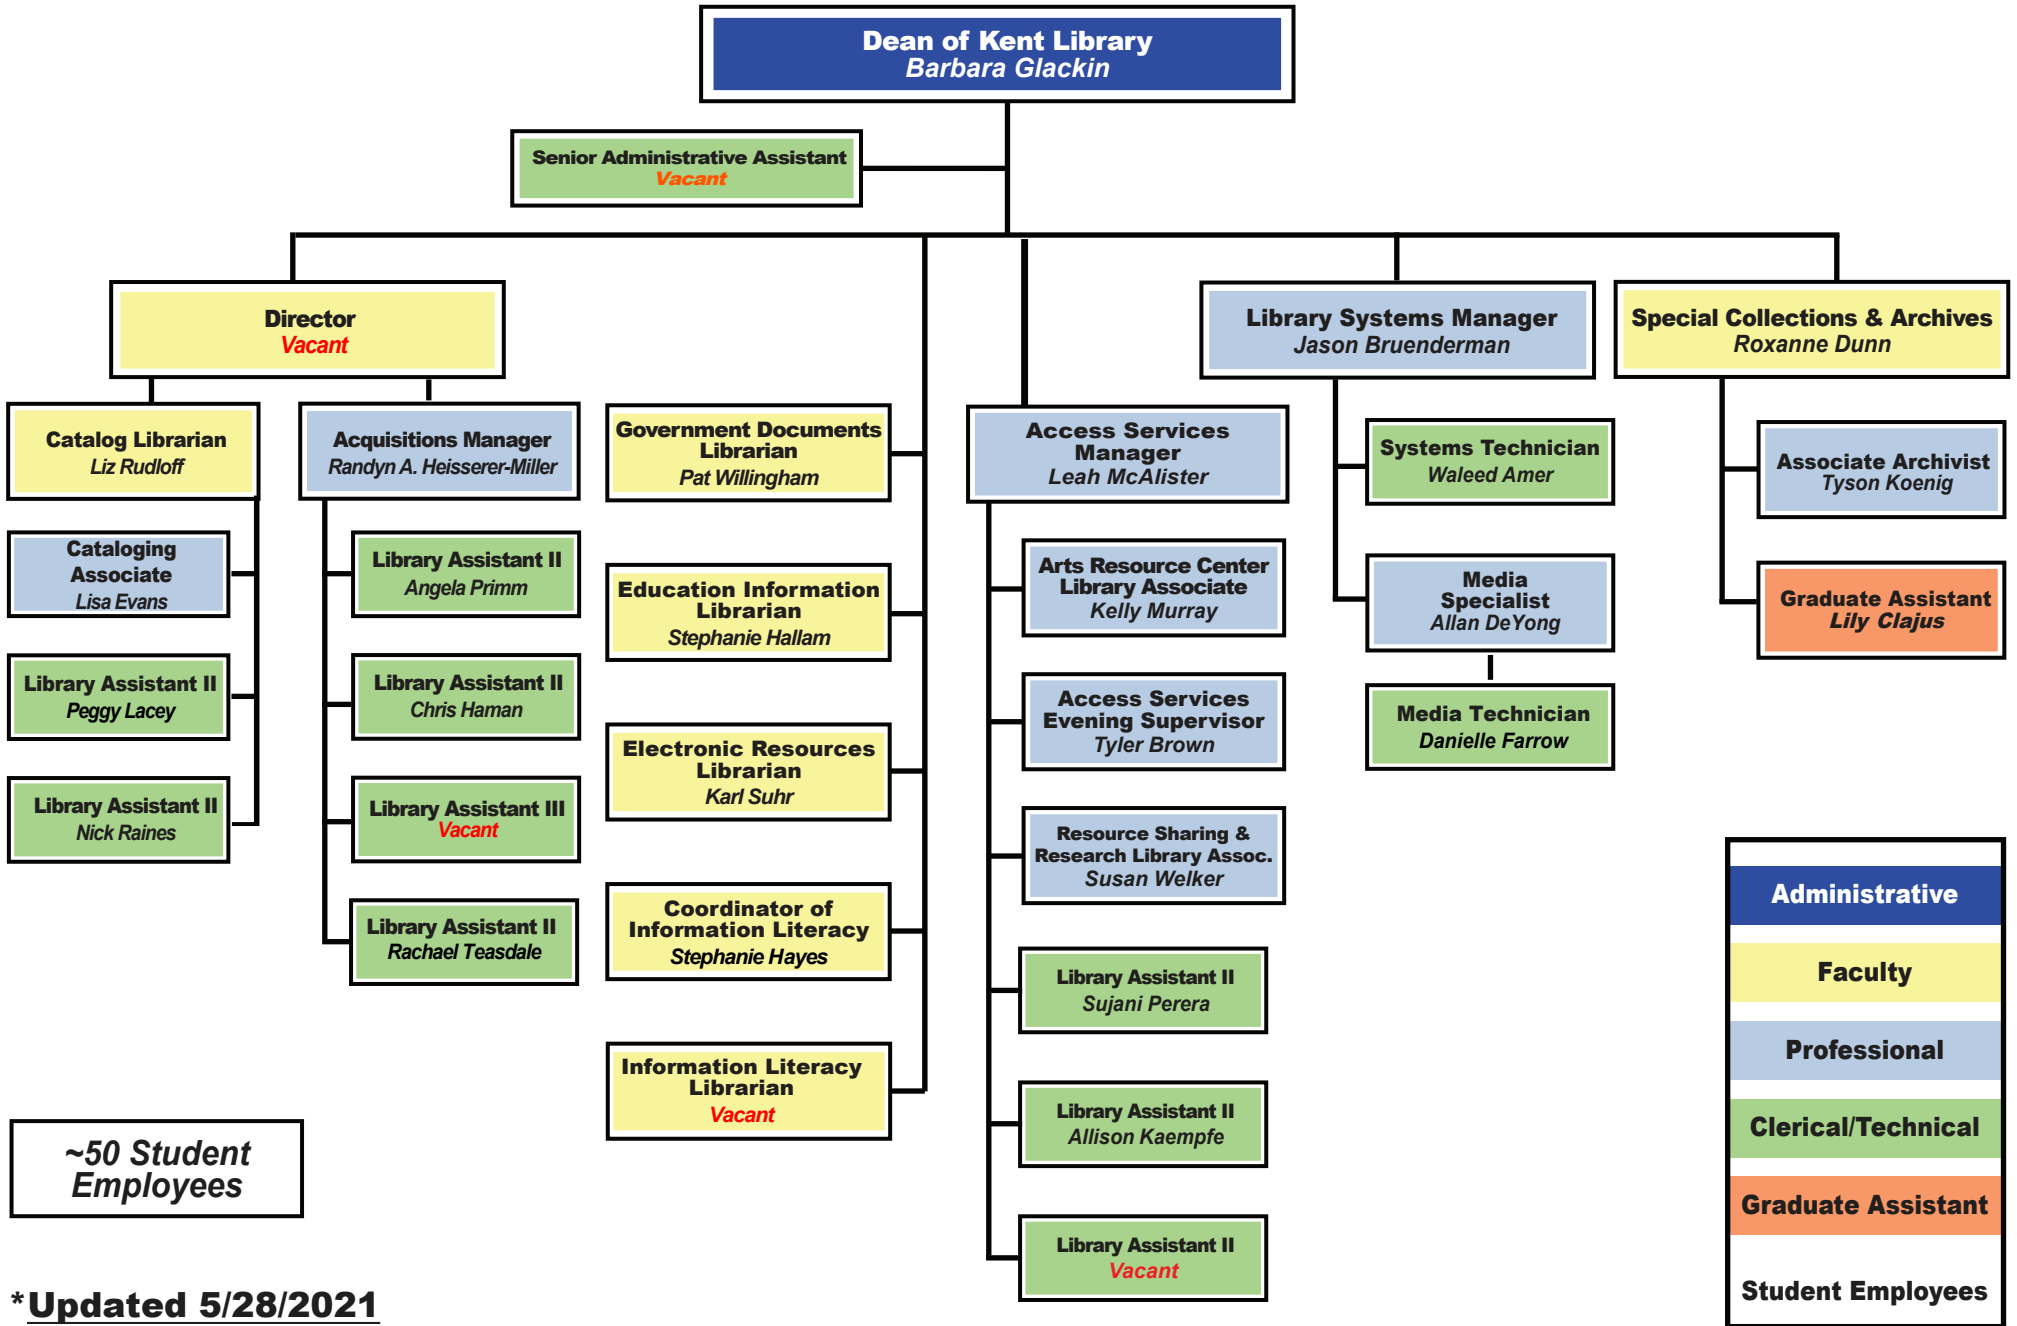 Dean of Kent Library
Barbara Glackin
Senior Administrative Assistant
Vacant
Director
Vacant
Library Systems Manager
Jason Bruenderman
Special Collections & Archives
Roxanne Dunn
Catalog Librarian
Liz Rudloff
Cataloging
Associate
Lisa Evans
Library Assistant II
Peggy Lacey
Library Assistant II
Nick Raines
Acquisitions Manager
Randyn A. Heisserer-Miller
Library Assistant II
Angela Primm
Library Assistant II
Chris Haman
Library Assistant III
Vacant
Library Assistant II
Rachael Teasdale
Government Documents
Librarian
Pat Willingham
Education Information
Librarian
Stephanie Hallam
Electronic Resources
Librarian
Karl Suhr
Coordinator of
Information Literacy
Stephanie Hayes
Information Literacy
Librarian
Vacant
Access Services
Manager
Leah McAlister
Arts Resource Center
Library Associate
Kelly Murray
Access Services
Evening Supervisor
Tyler Brown
Resource Sharing &
Research Library Assoc.
Susan Welker
Library Assistant II
Sujani Perera
Library Assistant II
Allison Kaempfe
Library Assistant II
Vacant
Systems Technician
Waleed Amer
Media
Specialist
Allan DeYong
Media Technician
Danielle Farrow
Associate Archivist
Tyson Koenig
Graduate Assistant
Lily Clajus
Administrative
Faculty
Professional
Clerical/Technical
Graduate Assistant
Student Employees
~50 Student
Employees
*Updated 5/28/2021